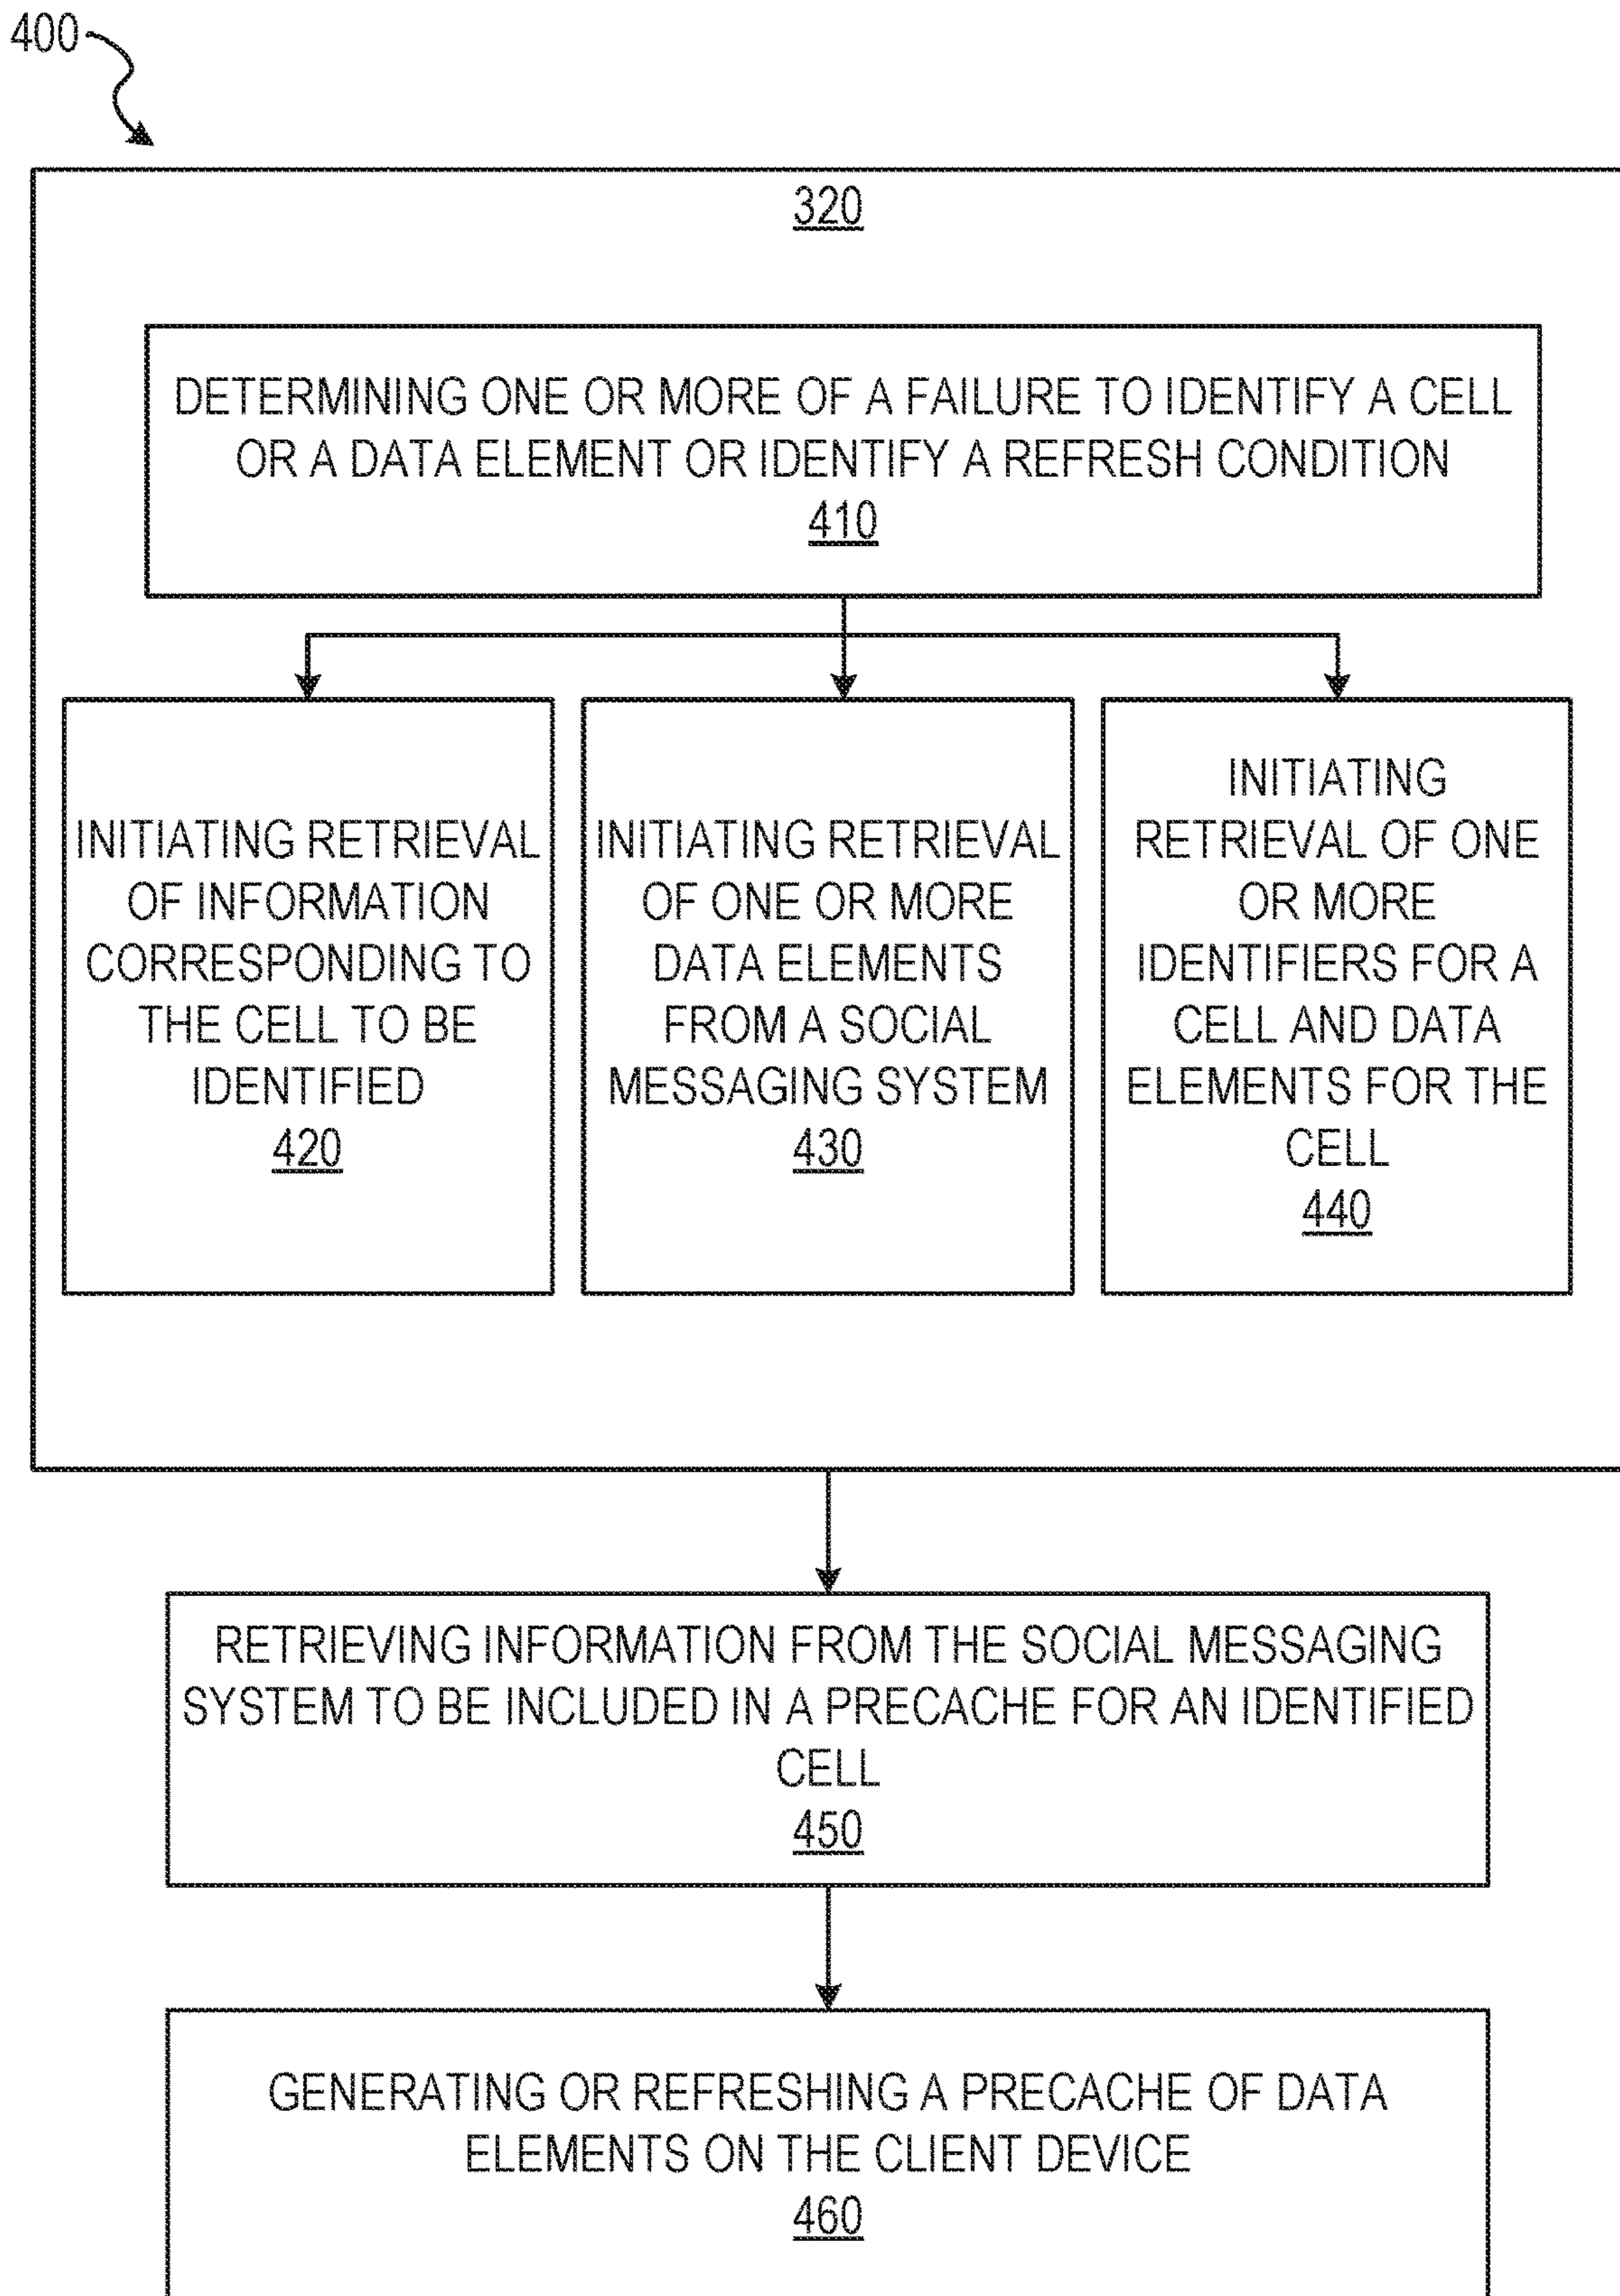 400
320
DETERMINING ONE OR MORE OF A FAILURE TO IDENTIFY A CELL
OR A DATA ELEMENT OR IDENTIFY A REFRESH CONDITION
410
INITIATING RETRIEVAL
OF INFORMATION
CORRESPONDING TO
THE CELL TO BE
IDENTIFIED
420
INITIATING RETRIEVAL
OF ONE OR MORE
DATA ELEMENTS
FROM A SOCIAL
MESSAGING SYSTEM
430
INITIATING
RETRIEVAL OF ONE
OR MORE
IDENTIFIERS FOR A
CELL AND DATA
ELEMENTS FOR THE
CELL
440
RETRIEVING INFORMATION FROM THE SOCIAL MESSAGING
SYSTEM TO BE INCLUDED IN A PRECACHE FOR AN IDENTIFIED
CELL
450
GENERATING OR REFRESHING A PRECACHE OF DATA
ELEMENTS ON THE CLIENT DEVICE
460